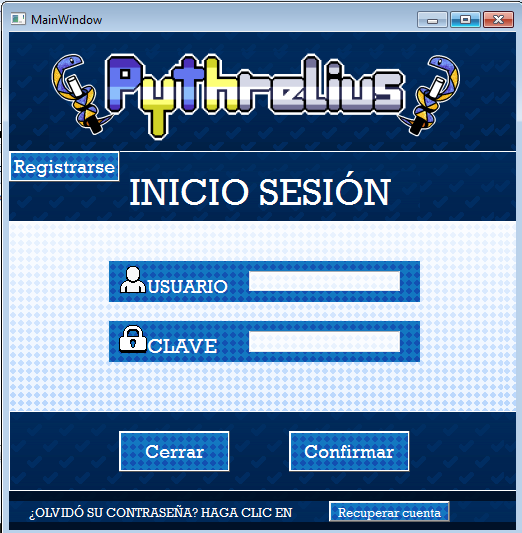 MainWindow
Pythrelius
Registrarse
INICIO SESIÓN
USUARIO
CLAVE
Cerrar Confirmar
¿OLVIDÓ SU CONTRASEÑA? HAGA CLIC EN Recuperar cuenta